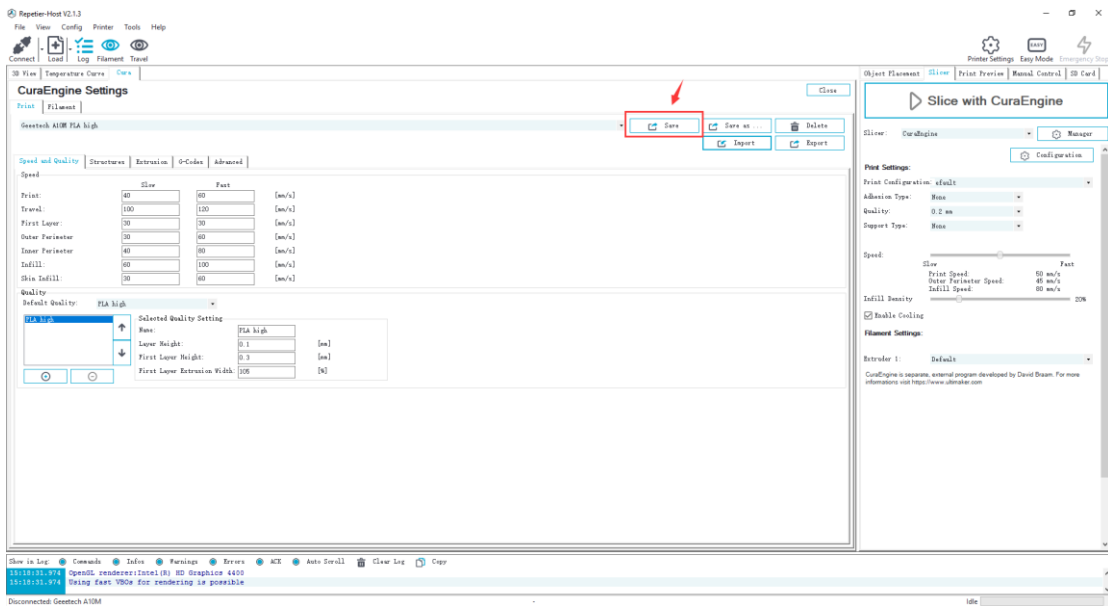 Repetier-Host V2.1.3
File View Config Printer Tools Help
Connect Load Log Filament Travel
Printer Settings Easy Mode Emergency Stop
EASY
3D View Temperature Curve Cura
Object Placement Slicer Print Preview Manual Control SD Card
CuraEngine Settings
Close
Print Filament
Geeetech A10M PLA high
Save Save as ... Delete
Import Export
Speed and Quality Structures Extrusion G-Codes Advanced
Speed
Slow Fast
Print: 40 60 [mm/s]
Travel: 100 120 [mm/s]
First Layer: 30 30 [mm/s]
Outer Perimeter 30 60 [mm/s]
Inner Perimeter 40 80 [mm/s]
Infill: 60 100 [mm/s]
Skin Infill: 30 60 [mm/s]
Quality
Default Quality: PLA high
PLA high
Selected Quality Setting
Name: PLA high
Layer Height: 0.1 [mm]
First Layer Height: 0.3 [mm]
First Layer Extrusion Width: 105 [%]
Slice with CuraEngine
Slicer: CuraEngine Manager
Configuration
Print Settings:
Print Configuration: efault
Adhesion Type: None
Quality: 0.2 mm
Support Type: None
Speed:
Slow Fast
Print Speed: 50 mm/s
Outer Perimeter Speed: 45 mm/s
Infill Speed: 80 mm/s
Infill Density 20%
Enable Cooling
Filament Settings:
Extruder 1: Default
CuraEngine is separate, external program developed by David Braam. For more
informations visit https://www.ultimaker.com
Show in Log: Commands Infos Warnings Errors ACK Auto Scroll Clear Log Copy
15:18:31.974 OpenGL renderer:Intel(R) HD Graphics 4400
15:18:31.974 Using fast VBOs for rendering is possible
Disconnected: Geeetech A10M - Idle